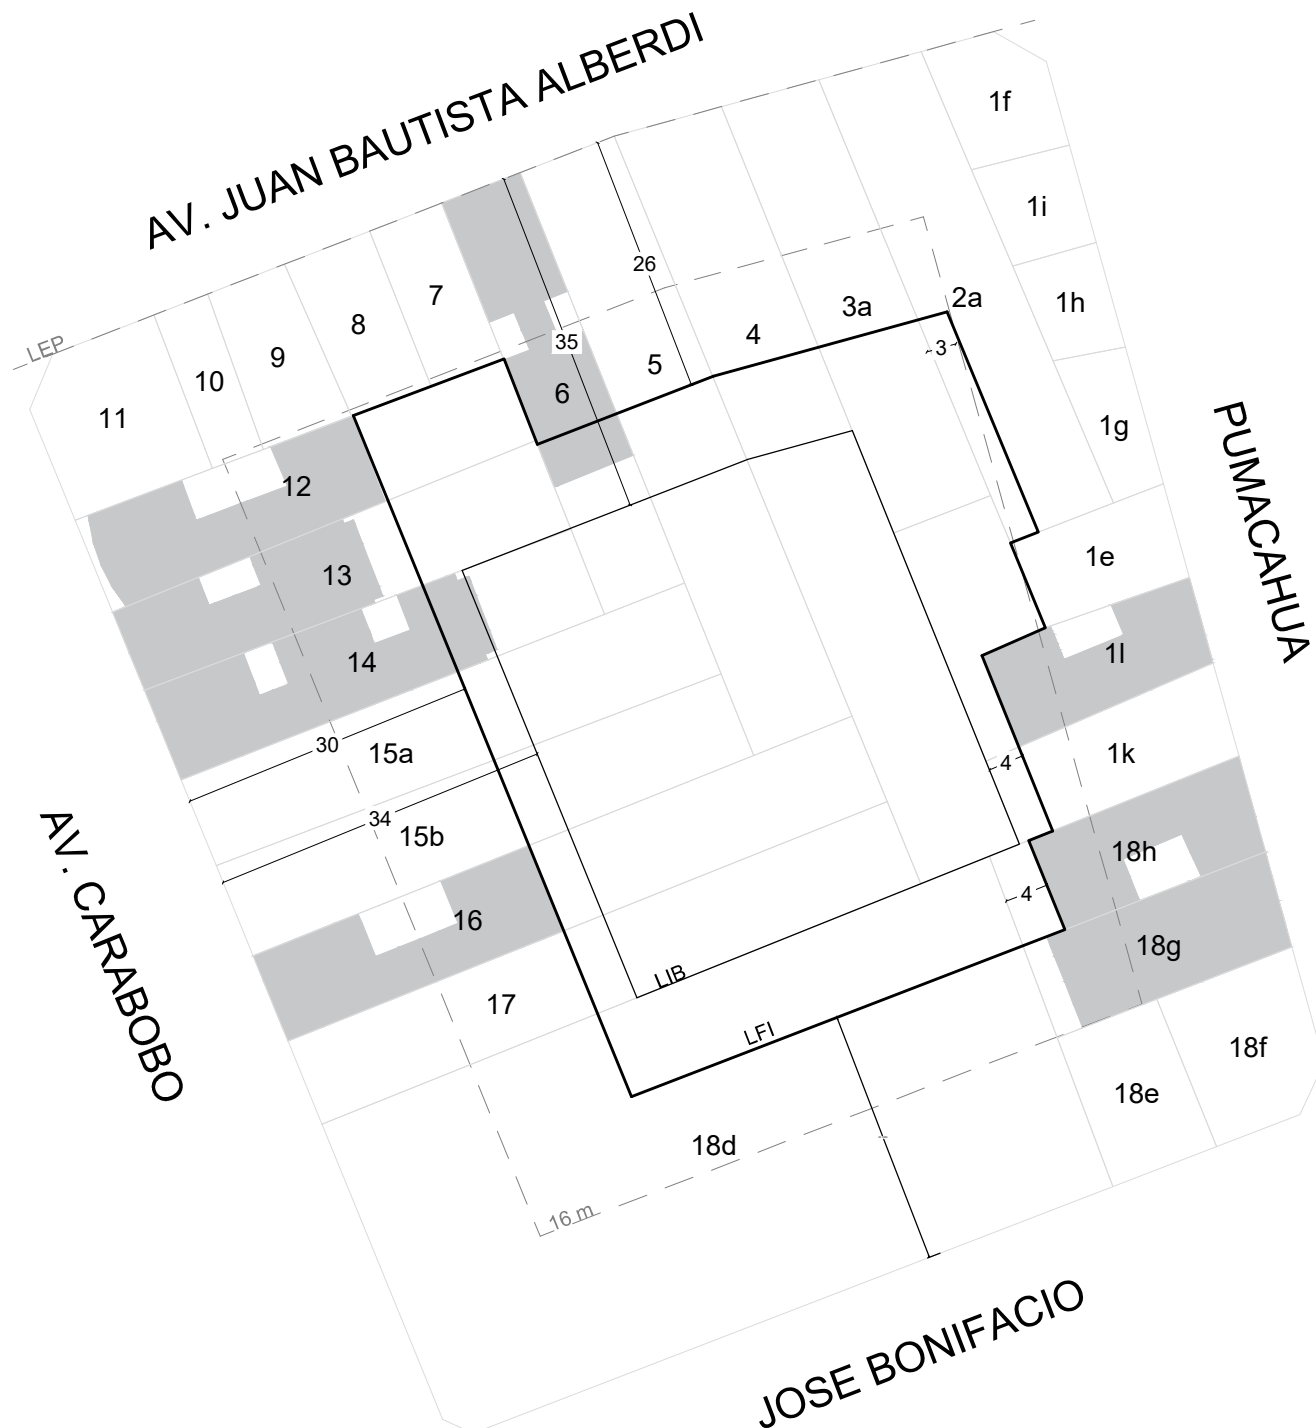 AV. JUAN BAUTISTA ALBERDI
1f
1i
26
1h
2a
3a
7
4
8
35
3
LEP
9
5
10
6
11
1g
PUMACAHUA
12
1e
13
14
1l
30
15a
1k
4
34
15b
AV. CARABOBO
18h
16
4
18g
LIB
17
LFI
18f
18e
18d
16 m
JOSE BONIFACIO